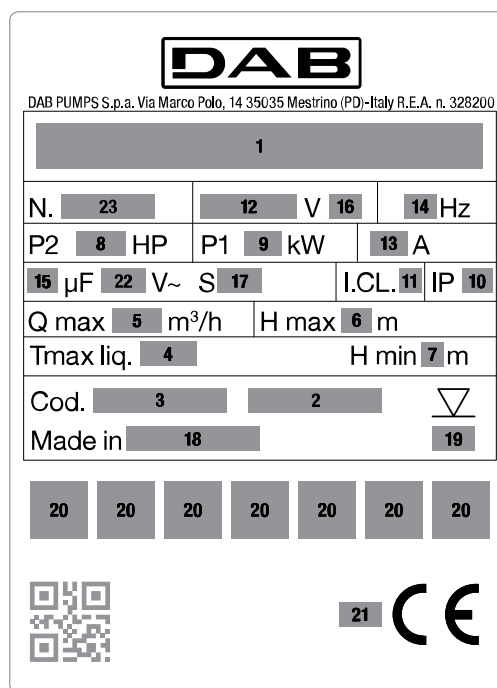 DAB
DAB PUMPS S.p.a. Via Marco Polo, 14 35035 Mestrino (PD)-Italy R.E.A. n. 328200
1
N. 23 12 V 16 14 Hz
P2 8 HP P1 9 kW 13 A
15 µF 22 V~ S 17 I.CL. 11 IP 10
Q max 5 m³/h H max 6 m
Tmax liq. 4 H min 7 m
Cod. 3 2
Made in 18 19
20 20 20 20 20 20 20
21 CE